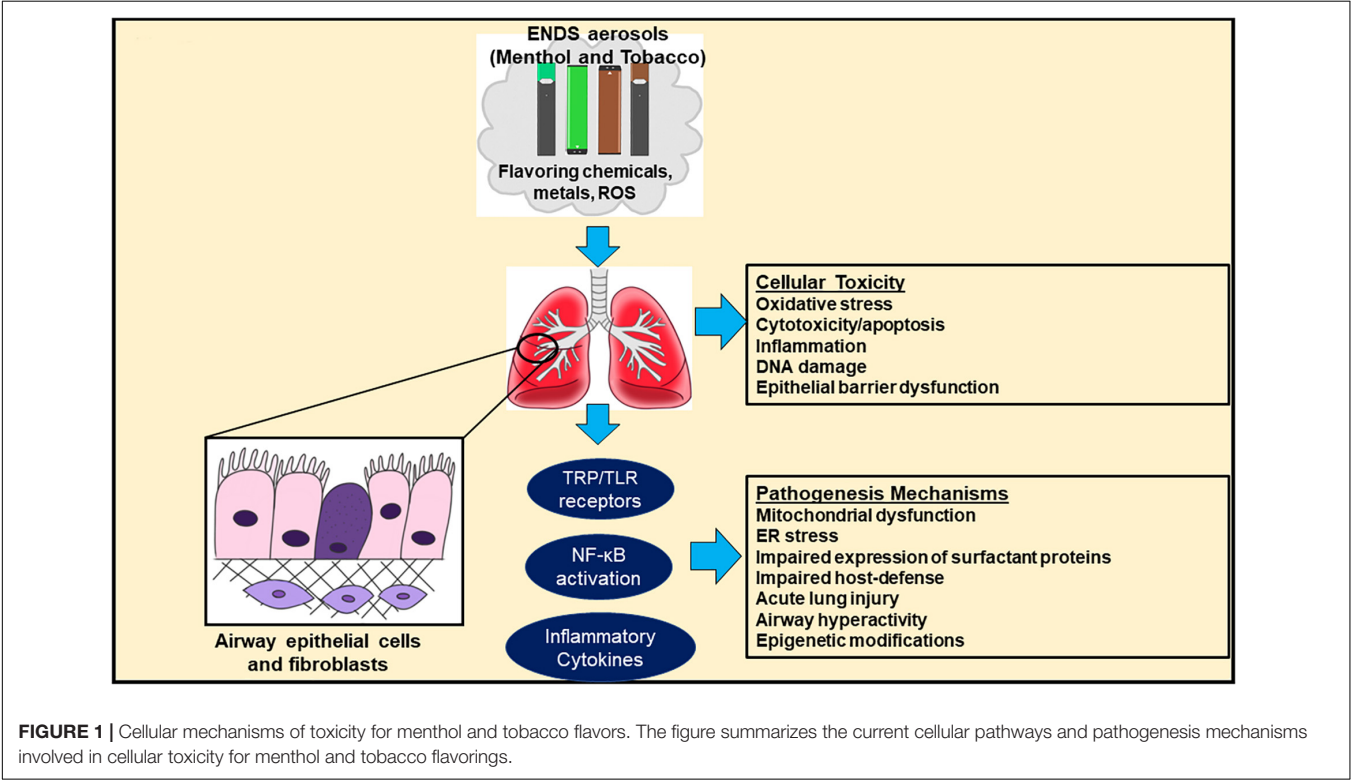 ENDS aerosols
(Menthol and Tobacco)
Flavoring chemicals,
metals, ROS
Cellular Toxicity
Oxidative stress
Cytotoxicity/apoptosis
Inflammation
DNA damage
Epithelial barrier dysfunction
TRP/TLR
receptors
NF-κB
activation
Inflammatory
Cytokines
Pathogenesis Mechanisms
Mitochondrial dysfunction
ER stress
Impaired expression of surfactant proteins
Impaired host-defense
Acute lung injury
Airway hyperactivity
Epigenetic modifications
Airway epithelial cells
and fibroblasts
FIGURE 1 | Cellular mechanisms of toxicity for menthol and tobacco flavors. The figure summarizes the current cellular pathways and pathogenesis mechanisms
involved in cellular toxicity for menthol and tobacco flavorings.